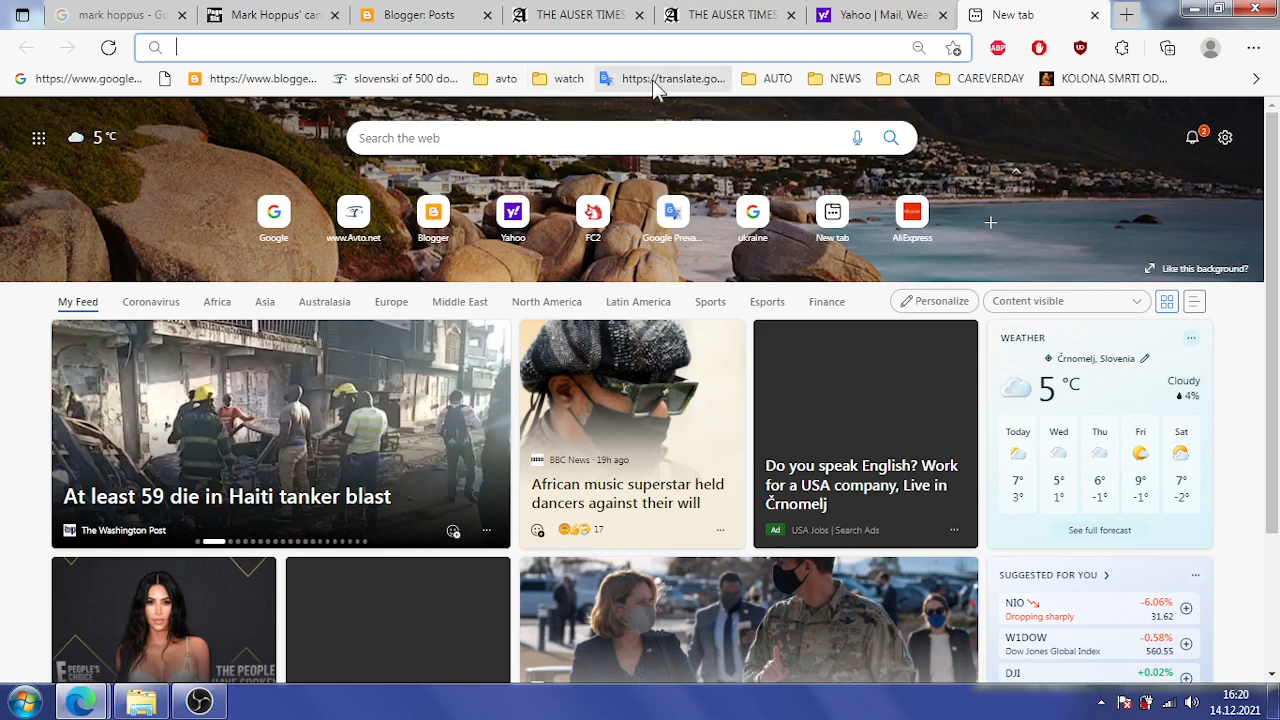 mark hoppus - Go
Mark Hoppus' can
Blogger: Posts
THE AUSER TIMES
THE AUSER TIMES
Yahoo | Mail, Wea
New tab
https://www.google...
https://www.blogge...
slovenski of 500 do...
avto
watch
https://translate.go...
AUTO
NEWS
CAR
CAREVERDAY
KOLONA SMRTI OD...
5 °C
Search the web
2
Google
www.Avto.net
Blogger
Yahoo
FC2
Google Preva...
ukraine
New tab
AliExpress
Like this background?
My Feed
Coronavirus
Africa
Asia
Australasia
Europe
Middle East
North America
Latin America
Sports
Esports
Finance
Personalize
Content visible
At least 59 die in Haiti tanker blast
The Washington Post
BBC News · 19h ago
African music superstar held
dancers against their will
17
Do you speak English? Work
for a USA company, Live in
Črnomelj
Ad USA Jobs | Search Ads
WEATHER
Črnomelj, Slovenia
5 °C
Cloudy
4%
Today Wed Thu Fri Sat
7° 5° 6° 9° 7°
3° 1° -1° -1° -2°
See full forecast
SUGGESTED FOR YOU
NIO -6.06%
Dropping sharply 31.62
W1DOW -0.58%
Dow Jones Global Index 560.55
DJI +0.02%
PEOPLE'S
CHOICE
THE PEOPLE
HAVE SPOKEN
16:20
14.12.2021